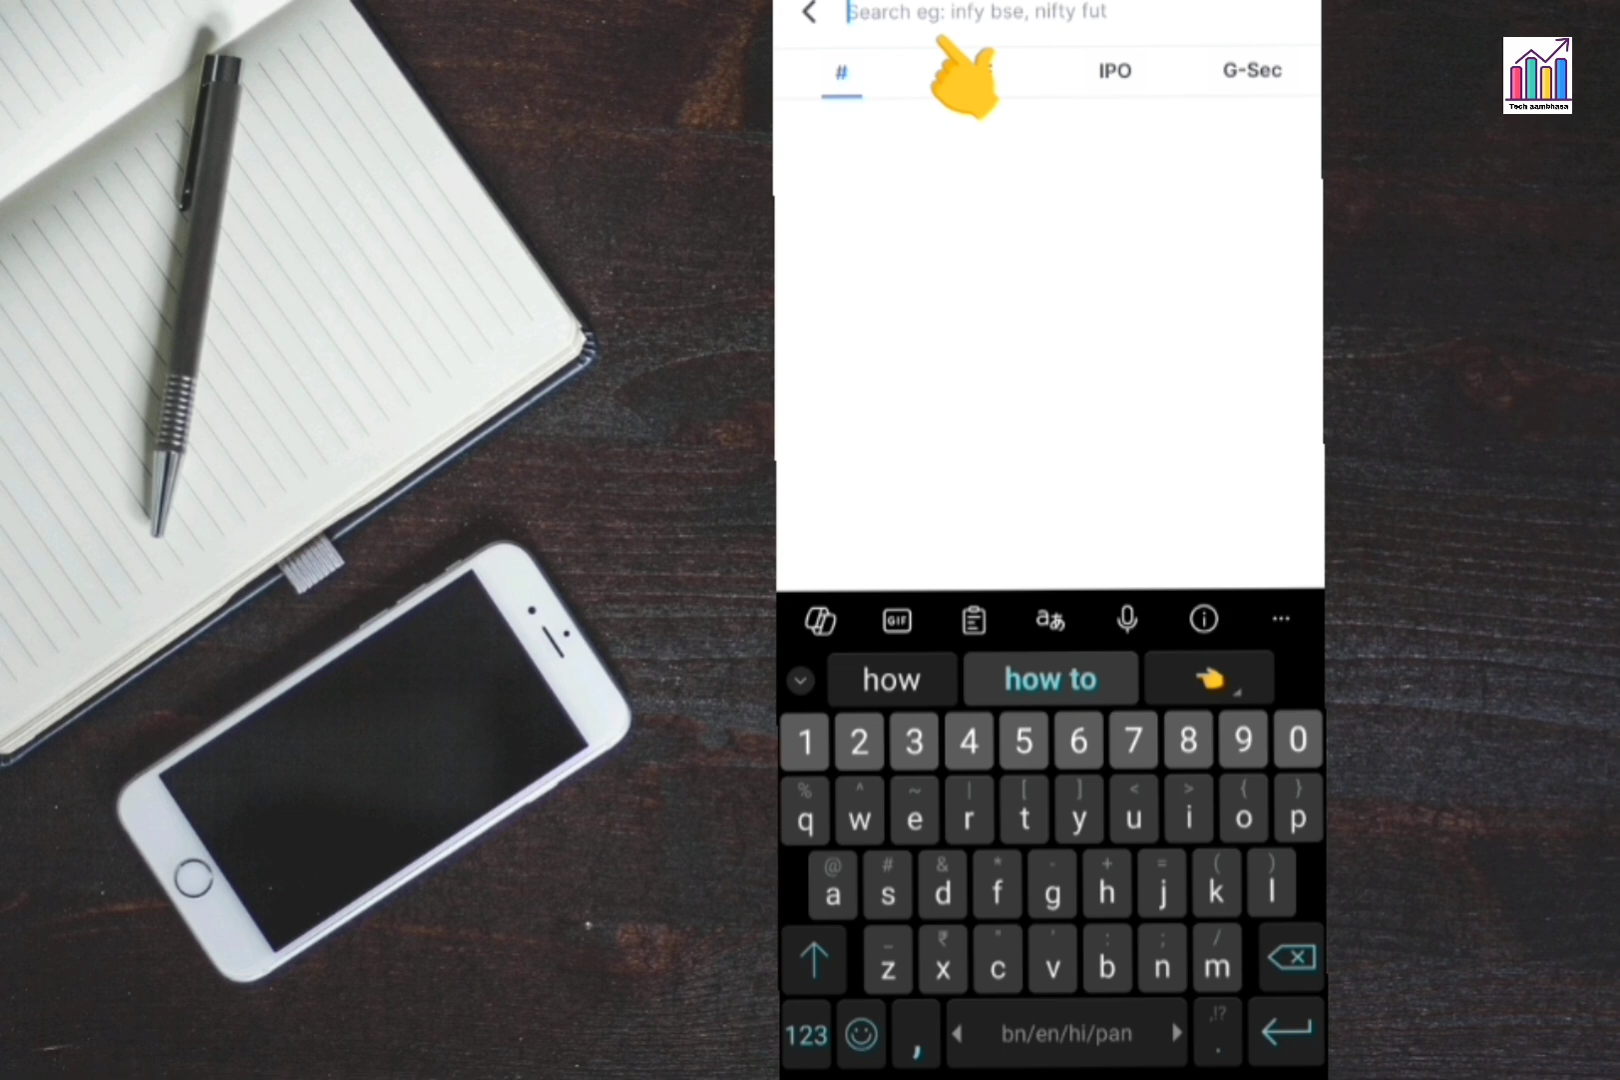 Search eg: infy bse, nifty fut
# IPO G-Sec
Tech aambhasa
GIF
how how to
1 2 3 4 5 6 7 8 9 0
% ^ ~ | [ ] < > { }
q w e r t y u i o p
@ # & * - + = ( )
a s d f g h j k l
_ ₹ " ' : ; /
z x c v b n m
,!?
123 , bn/en/hi/pan .